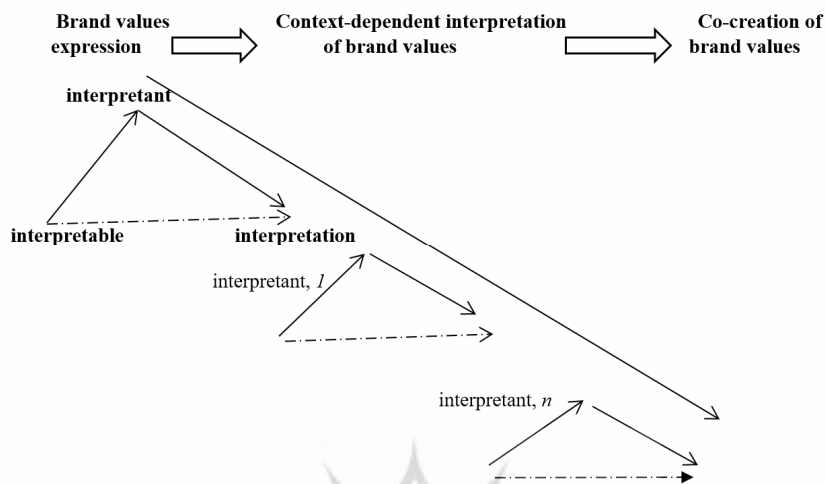 Brand values
expression
Context-dependent interpretation
of brand values
Co-creation of
brand values
interpretant
interpretable
interpretation
interpretant, 1
interpretant, n